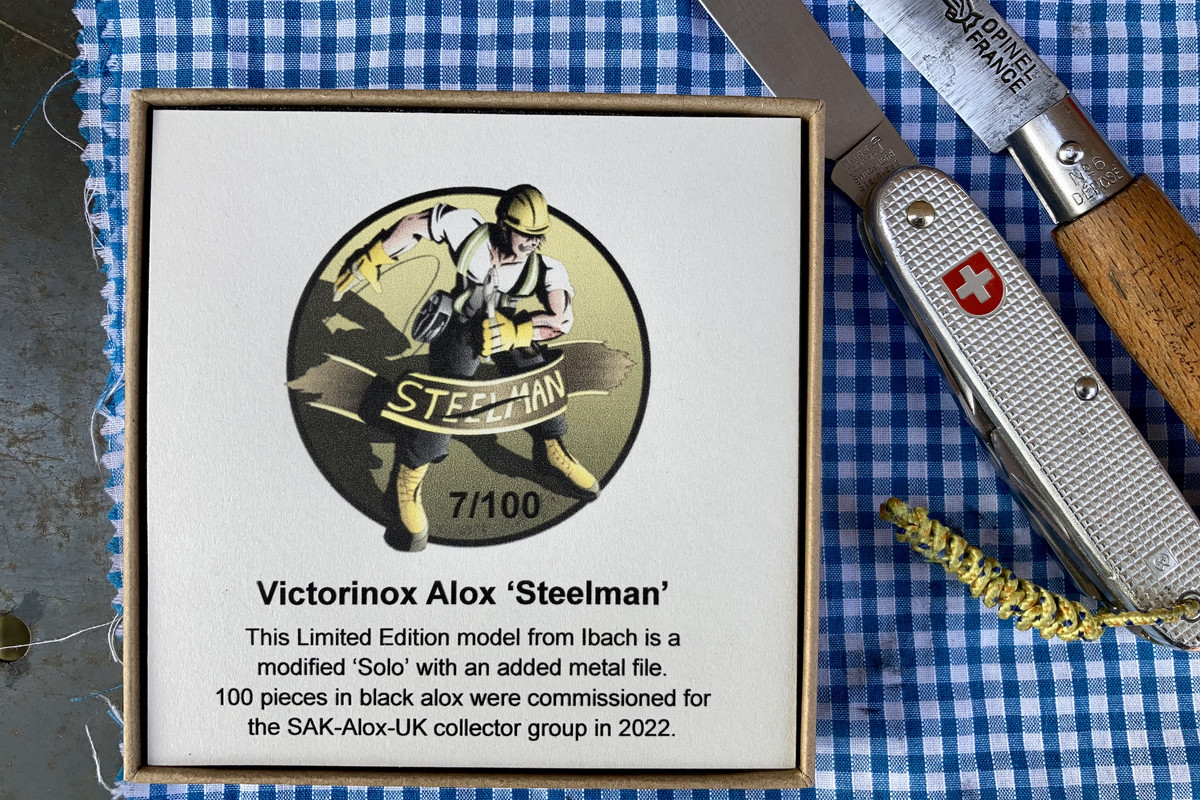 STEELMAN
7/100
Victorinox Alox ‘Steelman’
This Limited Edition model from Ibach is a
modified ‘Solo’ with an added metal file.
100 pieces in black alox were commissioned for
the SAK-Alox-UK collector group in 2022.
OPINEL
FRANCE
№ 6